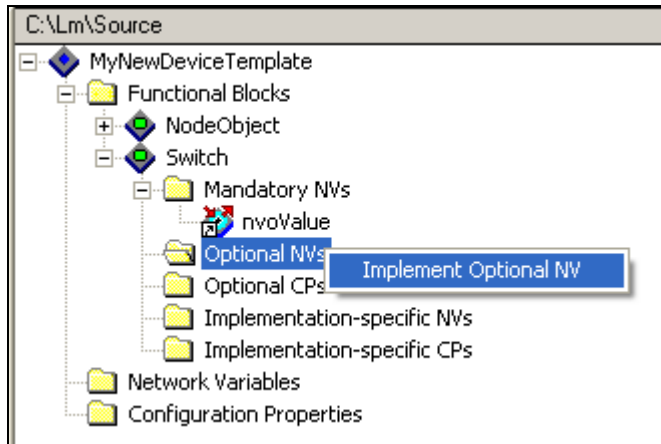 C:\Lm\Source
MyNewDeviceTemplate
Functional Blocks
NodeObject
Switch
Mandatory NVs
nvoValue
Optional NVs
Implement Optional NV
Optional CPs
Implementation-specific NVs
Implementation-specific CPs
Network Variables
Configuration Properties